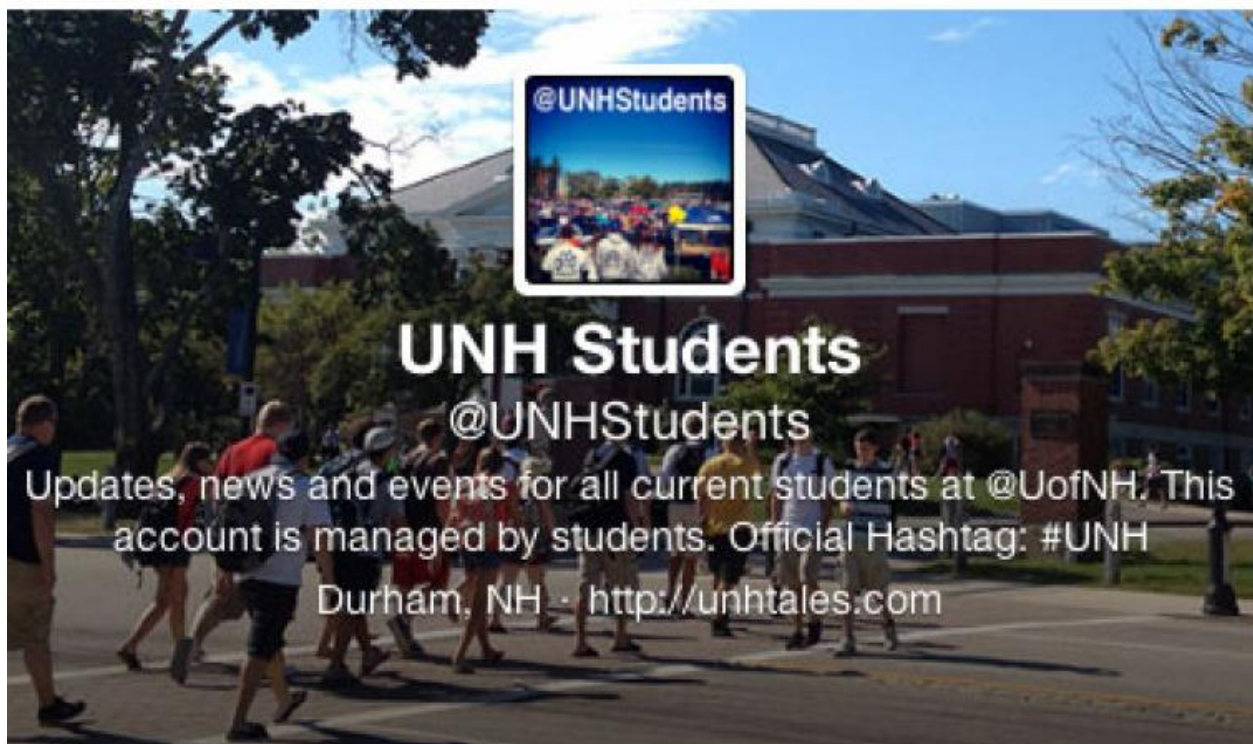 @UNHStudents
UNH Students
@UNHStudents
Updates, news and events for all current students at @UofNH. This
account is managed by students. Official Hashtag: #UNH
Durham, NH · http://unhtales.com